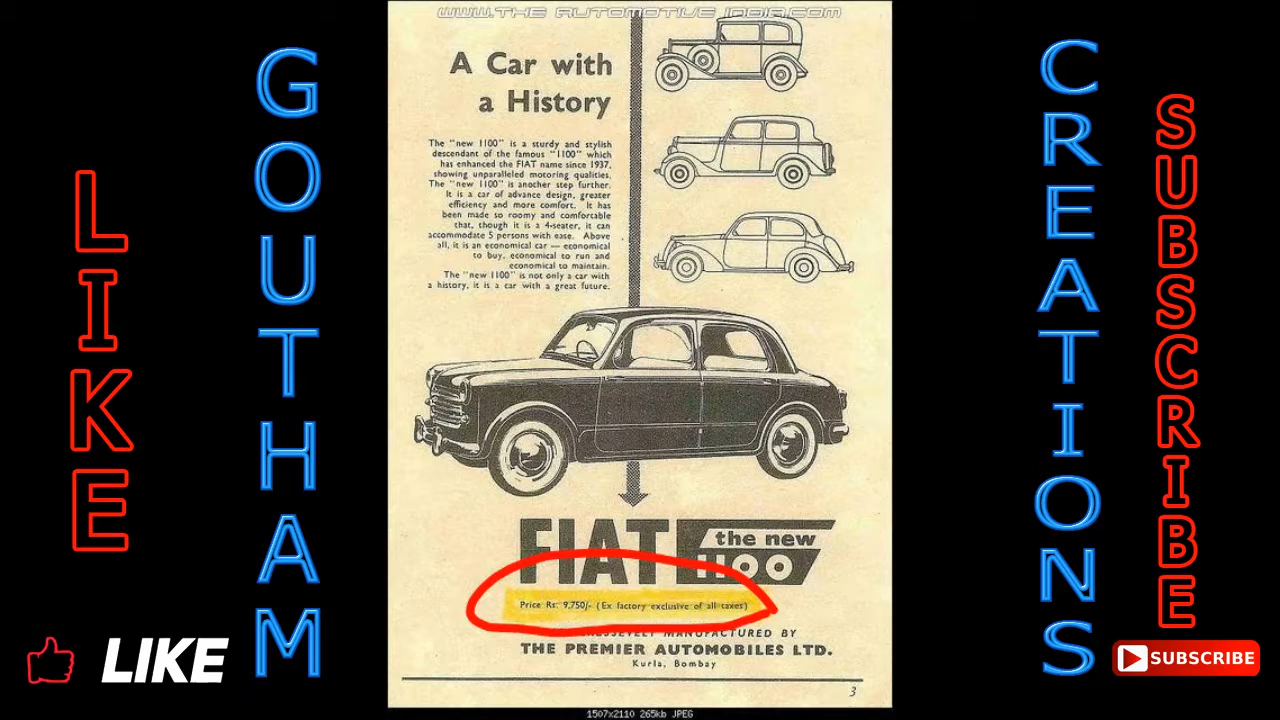 WWW.THE AUTOMOTIVE INDIA.COM
LIKE
GOUTHAM
CREATIONS
SUBSCRIBE
A Car with
a History
The "new 1100" is a sturdy and stylish
descendant of the famous "1100" which
has enhanced the FIAT name since 1937,
showing unparalleled motoring qualities.
The "new 1100" is another step further.
It is a car of advance design, greater
efficiency and more comfort. It has
been made so roomy and comfortable
that, though it is a 4-seater, it can
accommodate 5 persons with ease. Above
all, it is an economical car — economical
to buy, economical to run and
economical to maintain.
The "new 1100" is not only a car with
a history, it is a car with a great future.
FIAT
the new
1100
Price Rs: 9,750/- (Ex factory exclusive of all taxes)
MANUFACTURED BY
THE PREMIER AUTOMOBILES LTD.
Kurla, Bombay
3
LIKE
SUBSCRIBE
1507x2110 265kb JPEG